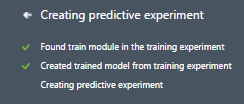 Creating predictive experiment
Found train module in the training experiment
Created trained model from training experiment
Creating predictive experiment